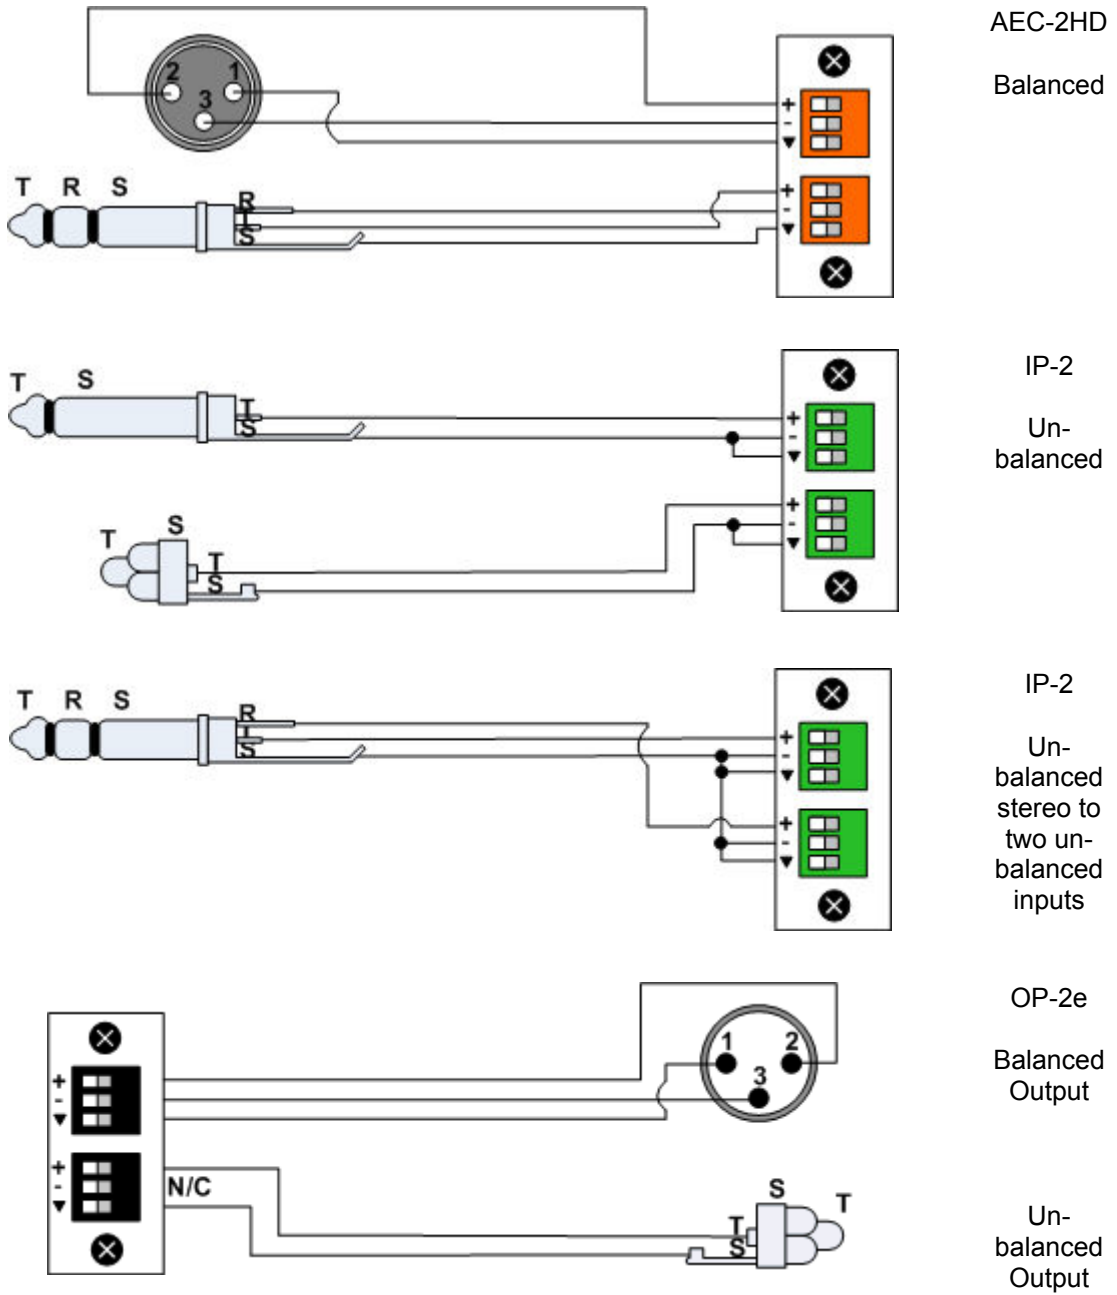 AEC-2HD
Balanced
2 1
3
+
-
▼
T R S
R
T
S
+
-
▼
IP-2
Un-
balanced
T S
T
S
+
-
▼
T S
T
S
+
-
▼
IP-2
Un-
balanced
stereo to
two un-
balanced
inputs
T R S
R
T
S
+
-
▼
+
-
▼
OP-2e
Balanced
Output
1 2
3
+
-
▼
+
-
▼
N/C
S T
T
S
Un-
balanced
Output